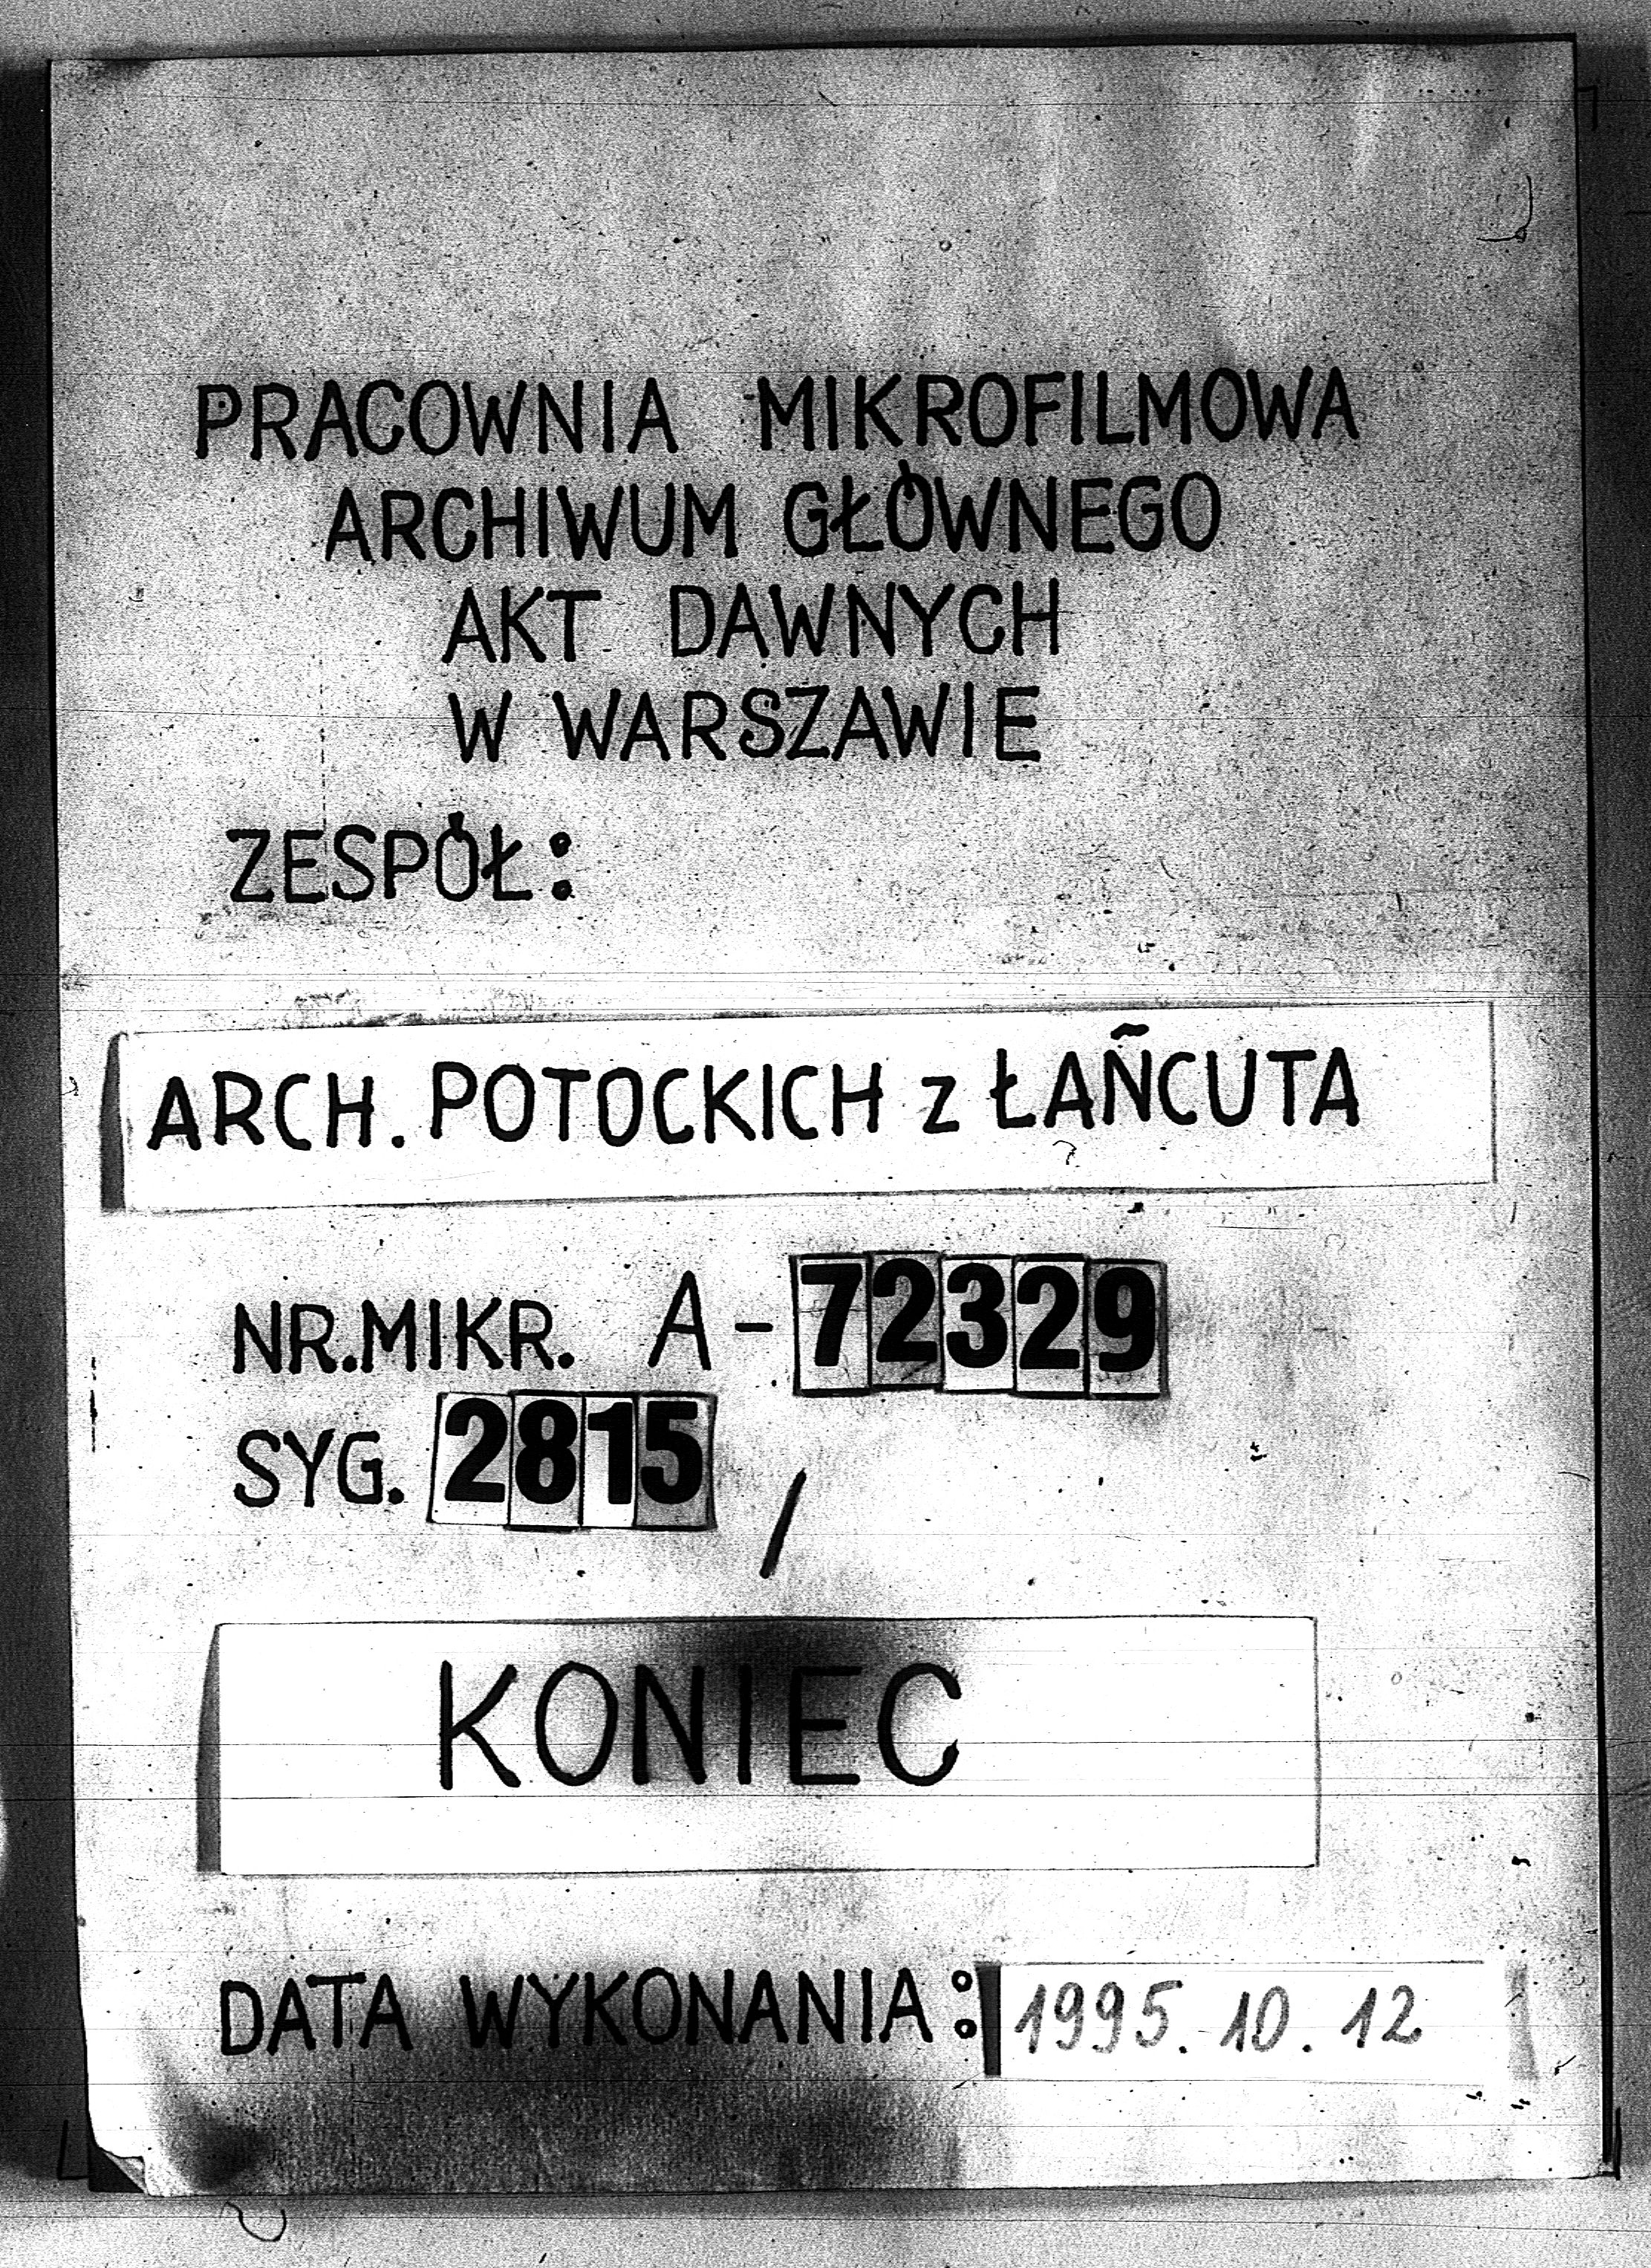 PRACOWNIA MIKROFILMOWA
ARCHIWUM GŁÓWNEGO
AKT DAWNYCH
W WARSZAWIE
ZESPÓŁ:
ARCH. POTOCKICH z ŁAŃCUTA
NR.MIKR. A-72329
SYG. 2815 /
KONIEC
DATA WYKONANIA: 1995.10.12